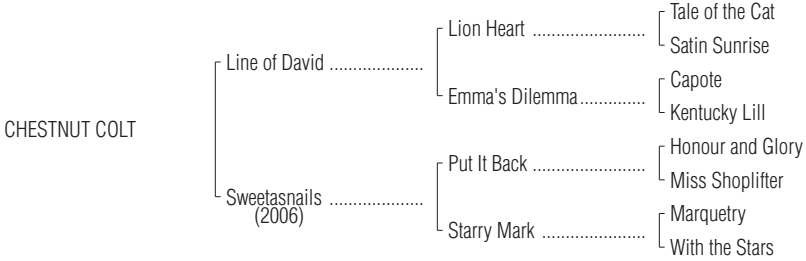 Tale of the Cat
Lion Heart ........................
Satin Sunrise
Line of David ....................
Capote
Emma's Dilemma..............
Kentucky Lill
CHESTNUT COLT
Honour and Glory
Put It Back ........................
Miss Shoplifter
Sweetasnails ....................
(2006)
Marquetry
Starry Mark ......................
With the Stars